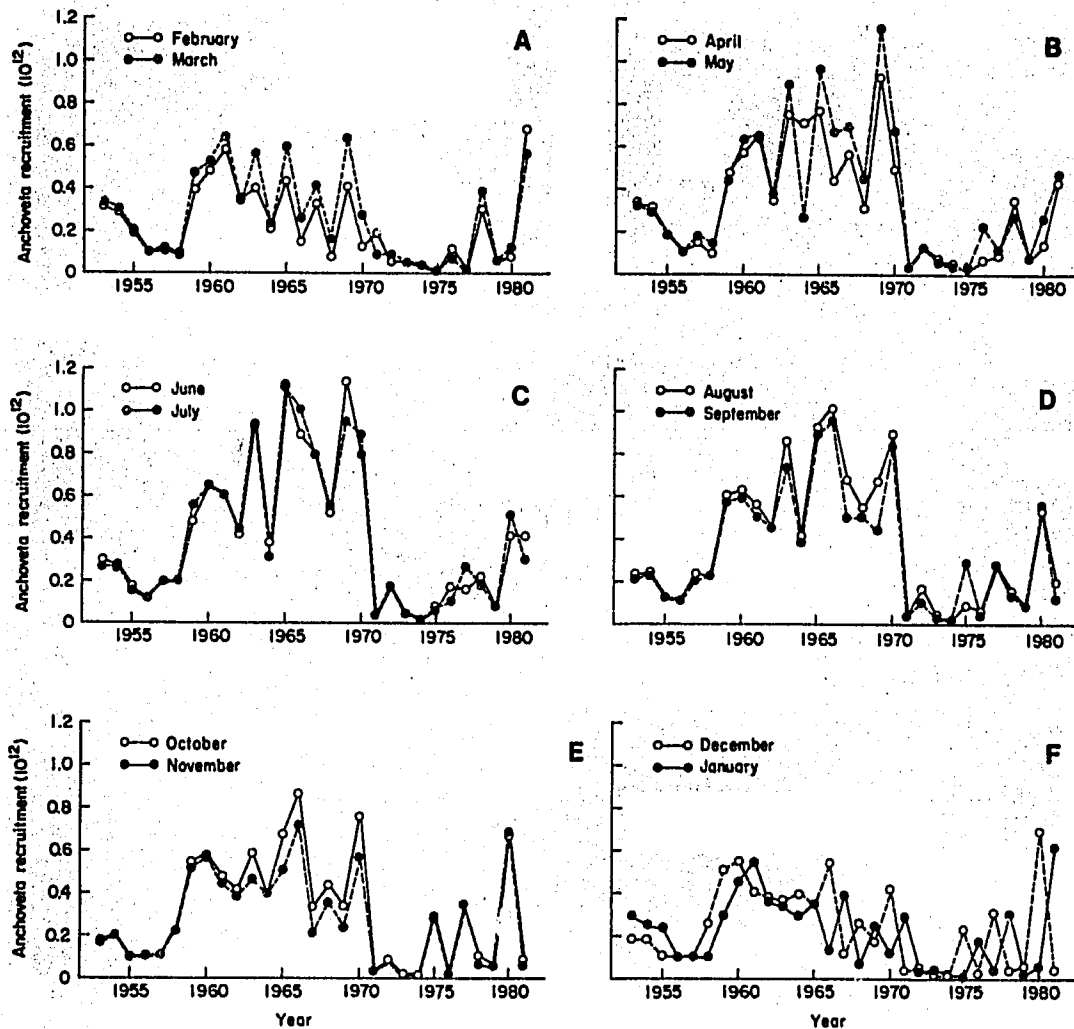 A
Anchoveta recruitment (10¹²)
1.2
1.0
0.8
0.6
0.4
0.2
0
February
March
1955 1960 1965 1970 1975 1980
B
April
May
1955 1960 1965 1970 1975 1980
C
Anchoveta recruitment (10¹²)
1.2
1.0
0.8
0.6
0.4
0.2
0
June
July
1955 1960 1965 1970 1975 1980
D
August
September
1955 1960 1965 1970 1975 1980
E
Anchoveta recruitment (10¹²)
1.2
1.0
0.8
0.6
0.4
0.2
0
October
November
1955 1960 1965 1970 1975 1980
Year
F
December
January
1955 1960 1965 1970 1975 1980
Year